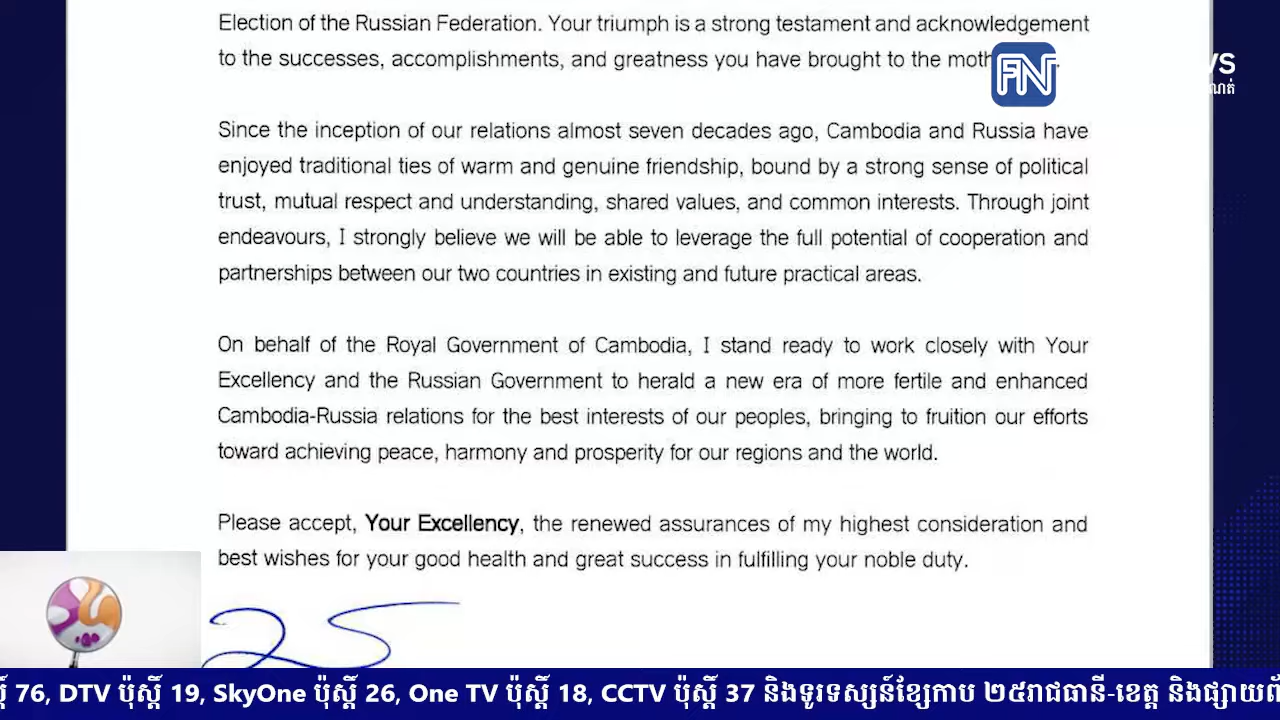 Election of the Russian Federation. Your triumph is a strong testament and acknowledgement
to the successes, accomplishments, and greatness you have brought to the
FN
Since the inception of our relations almost seven decades ago, Cambodia and Russia have
enjoyed traditional ties of warm and genuine friendship, bound by a strong sense of political
trust, mutual respect and understanding, shared values, and common interests. Through joint
endeavours, I strongly believe we will be able to leverage the full potential of cooperation and
partnerships between our two countries in existing and future practical areas.
On behalf of the Royal Government of Cambodia, I stand ready to work closely with Your
Excellency and the Russian Government to herald a new era of more fertile and enhanced
Cambodia-Russia relations for the best interests of our peoples, bringing to fruition our efforts
toward achieving peace, harmony and prosperity for our regions and the world.
Please accept, Your Excellency, the renewed assurances of my highest consideration and
best wishes for your good health and great success in fulfilling your noble duty.
76, DTV ប៉ុស្តិ៍ 19, SkyOne ប៉ុស្តិ៍ 26, One TV ប៉ុស្តិ៍ 18, CCTV ប៉ុស្តិ៍ 37 និងទូរទស្សន៍ខ្សែកាប ២៥រាជធានី-ខេត្ត